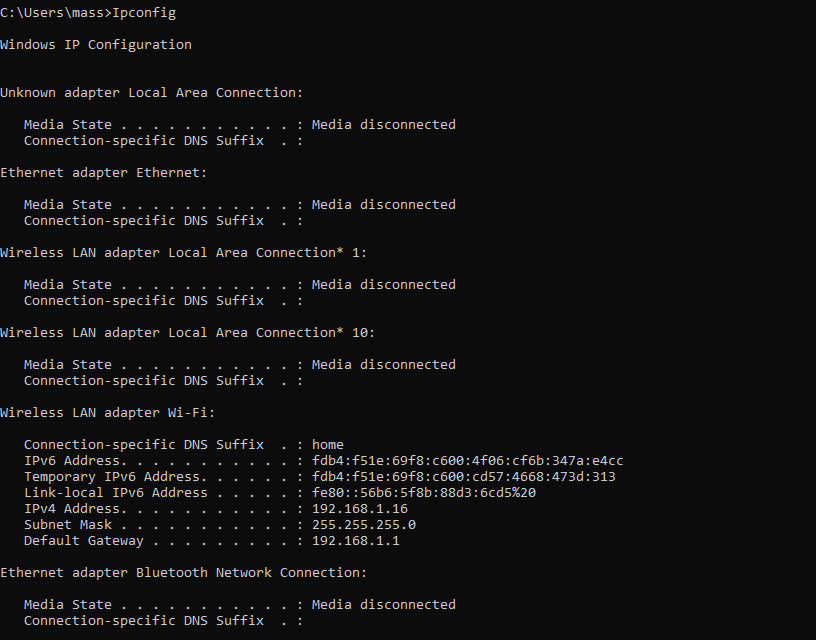 C:\Users\mass>Ipconfig
Windows IP Configuration
Unknown adapter Local Area Connection:
   Media State . . . . . . . . . . . : Media disconnected
   Connection-specific DNS Suffix  . :
Ethernet adapter Ethernet:
   Media State . . . . . . . . . . . : Media disconnected
   Connection-specific DNS Suffix  . :
Wireless LAN adapter Local Area Connection* 1:
   Media State . . . . . . . . . . . : Media disconnected
   Connection-specific DNS Suffix  . :
Wireless LAN adapter Local Area Connection* 10:
   Media State . . . . . . . . . . . : Media disconnected
   Connection-specific DNS Suffix  . :
Wireless LAN adapter Wi-Fi:
   Connection-specific DNS Suffix  . : home
   IPv6 Address. . . . . . . . . . . : fdb4:f51e:69f8:c600:4f06:cf6b:347a:e4cc
   Temporary IPv6 Address. . . . . . : fdb4:f51e:69f8:c600:cd57:4668:473d:313
   Link-local IPv6 Address . . . . . : fe80::56b6:5f8b:88d3:6cd5%20
   IPv4 Address. . . . . . . . . . . : 192.168.1.16
   Subnet Mask . . . . . . . . . . . : 255.255.255.0
   Default Gateway . . . . . . . . . : 192.168.1.1
Ethernet adapter Bluetooth Network Connection:
   Media State . . . . . . . . . . . : Media disconnected
   Connection-specific DNS Suffix  . :